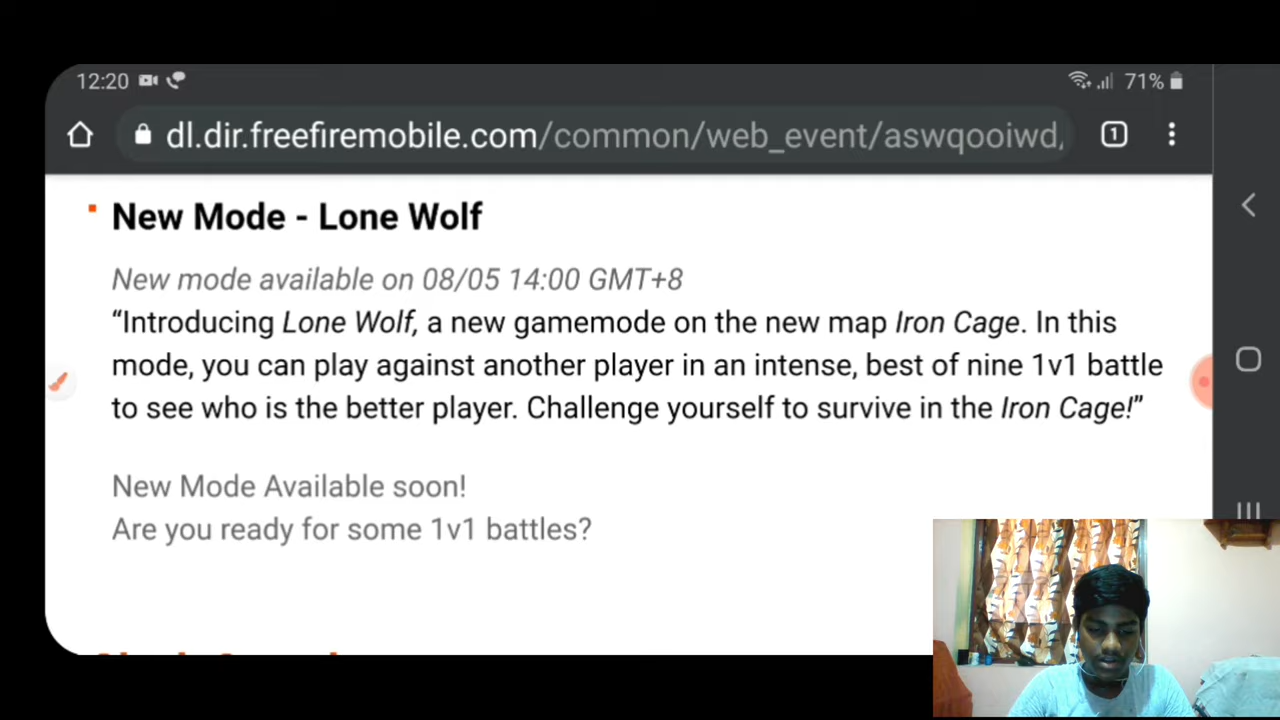 12:20
71%
dl.dir.freefiremobile.com/common/web_event/aswqooiwd
1
New Mode - Lone Wolf
New mode available on 08/05 14:00 GMT+8
“Introducing Lone Wolf, a new gamemode on the new map Iron Cage. In this
mode, you can play against another player in an intense, best of nine 1v1 battle
to see who is the better player. Challenge yourself to survive in the Iron Cage!”
New Mode Available soon!
Are you ready for some 1v1 battles?